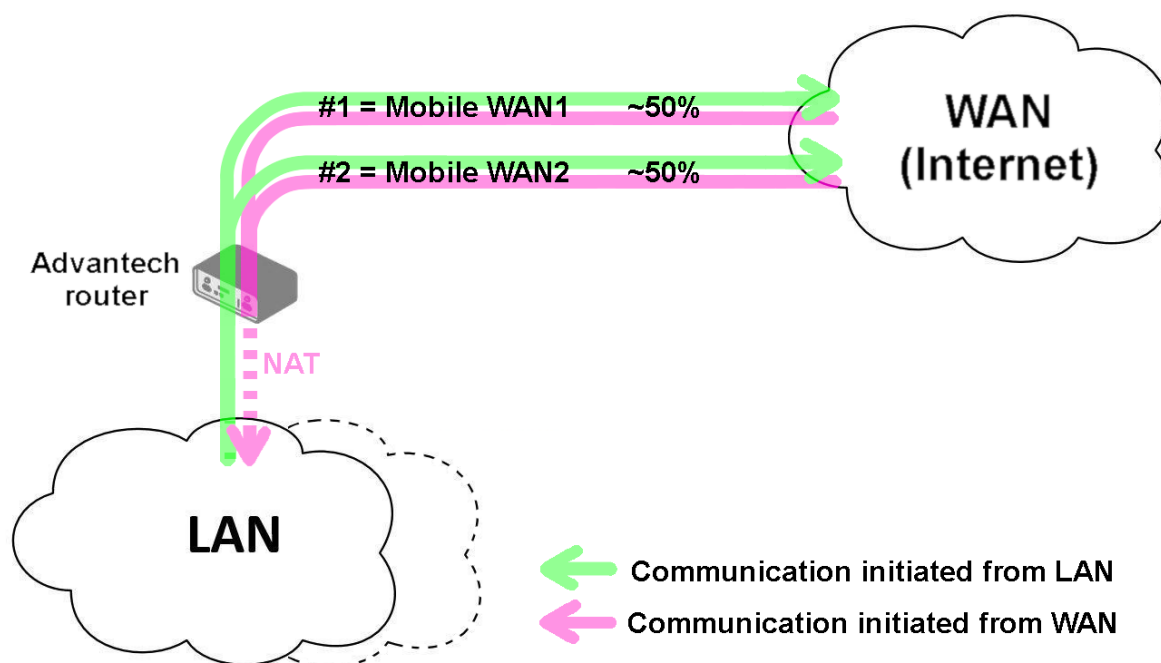 #1 = Mobile WAN1 ~50%
WAN
(Internet)
#2 = Mobile WAN2 ~50%
Advantech
router
NAT
LAN
Communication initiated from LAN
Communication initiated from WAN